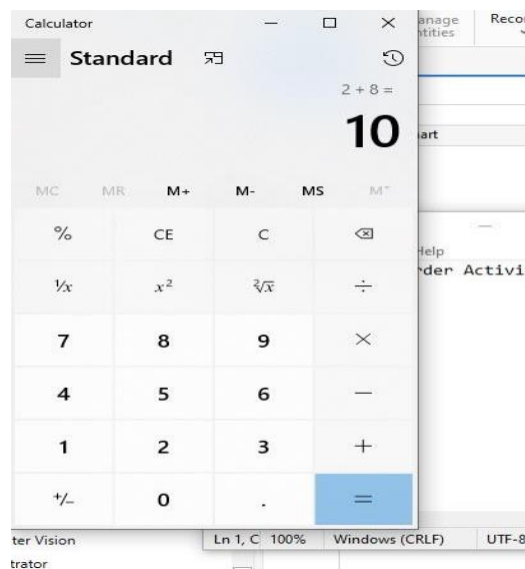 Calculator
anage
ntities
Reco
Standard
2 + 8 =
10
art
MC MR M+ M- MS M˅
% CE C
Help
rder Activi
¹/x x² ²√x ÷
7 8 9 ×
4 5 6 −
1 2 3 +
+/− 0 . =
ter Vision
Ln 1, C 100% Windows (CRLF) UTF-8
trator